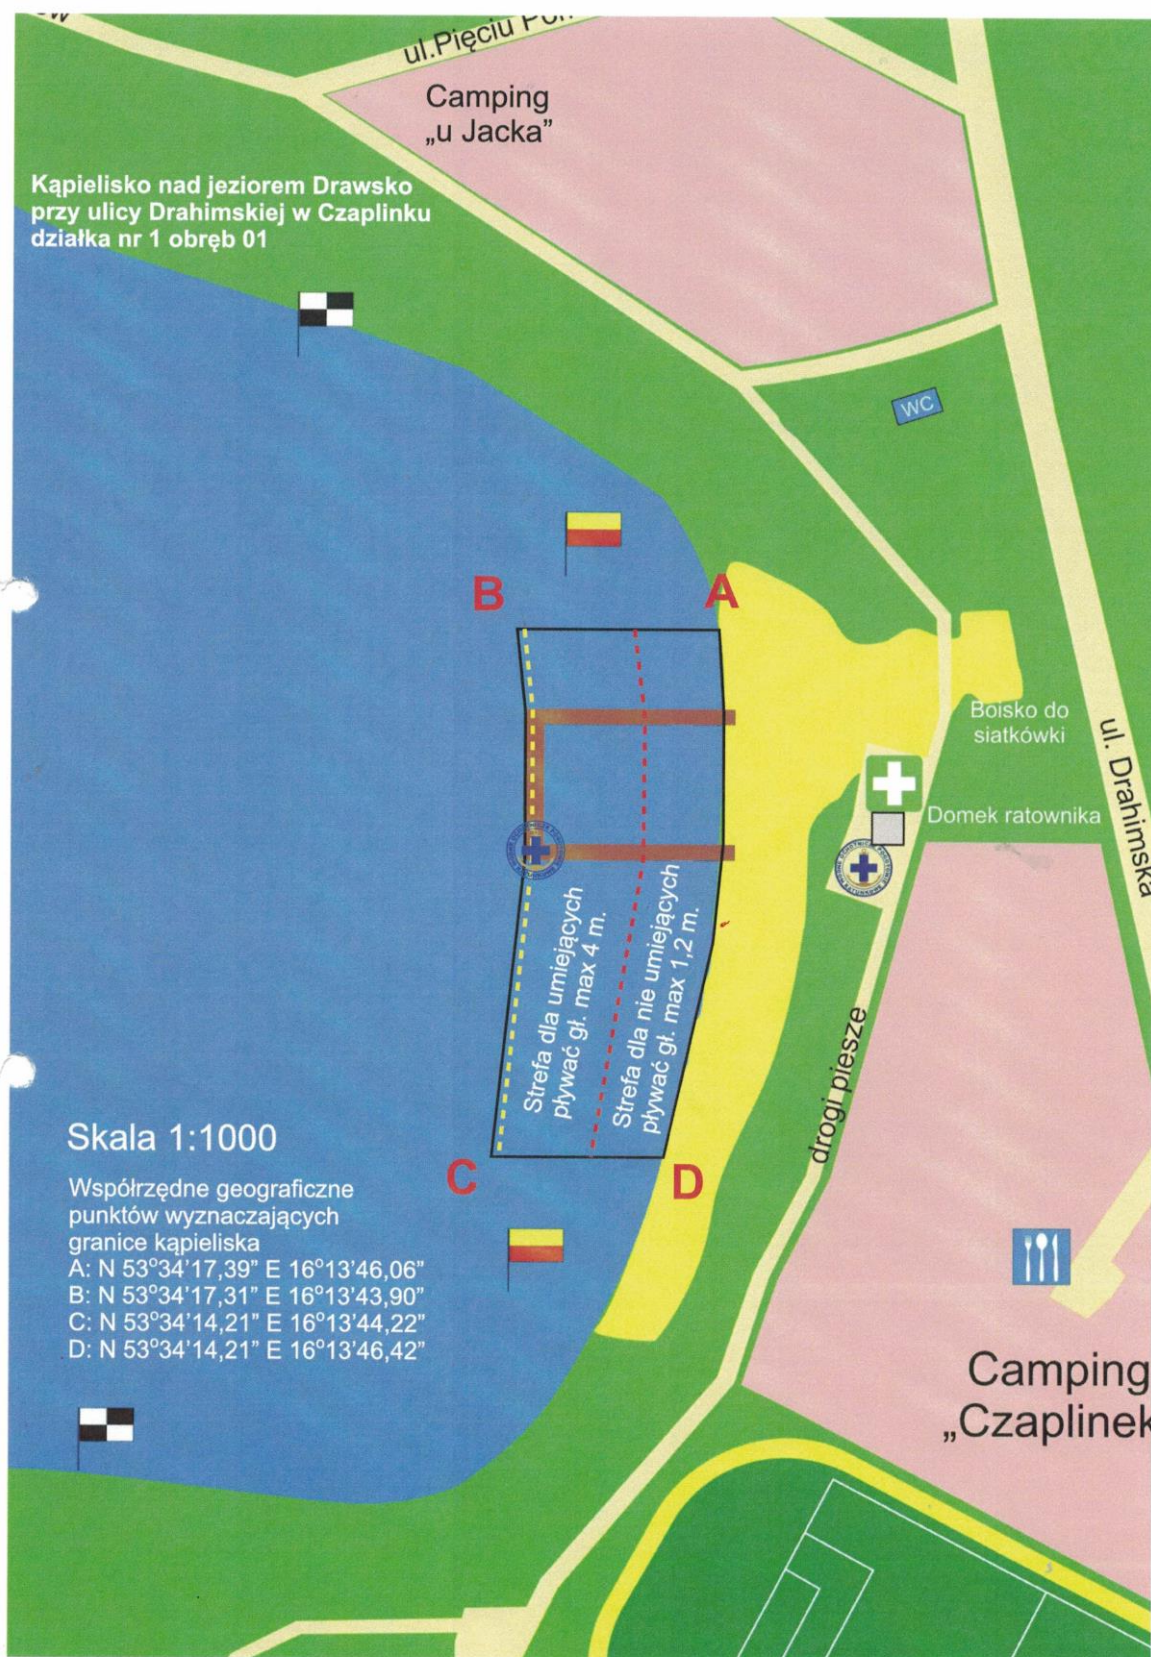 ul.Pięciu
Camping
„u Jacka”
Kąpielisko nad jeziorem Drawsko
przy ulicy Drahimskiej w Czaplinku
działka nr 1 obręb 01
WC
B
A
Boisko do
siatkówki
ul. Drahimska
Domek ratownika
Strefa dla umiejących
pływać gł. max 4 m.
Strefa dla nie umiejących
pływać gł. max 1,2 m.
drogi piesze
Skala 1:1000
C
D
Współrzędne geograficzne
punktów wyznaczających
granice kąpieliska
A: N 53°34'17,39” E 16°13'46,06”
B: N 53°34'17,31” E 16°13'43,90”
C: N 53°34'14,21” E 16°13'44,22”
D: N 53°34'14,21” E 16°13'46,42”
Camping
„Czaplinek